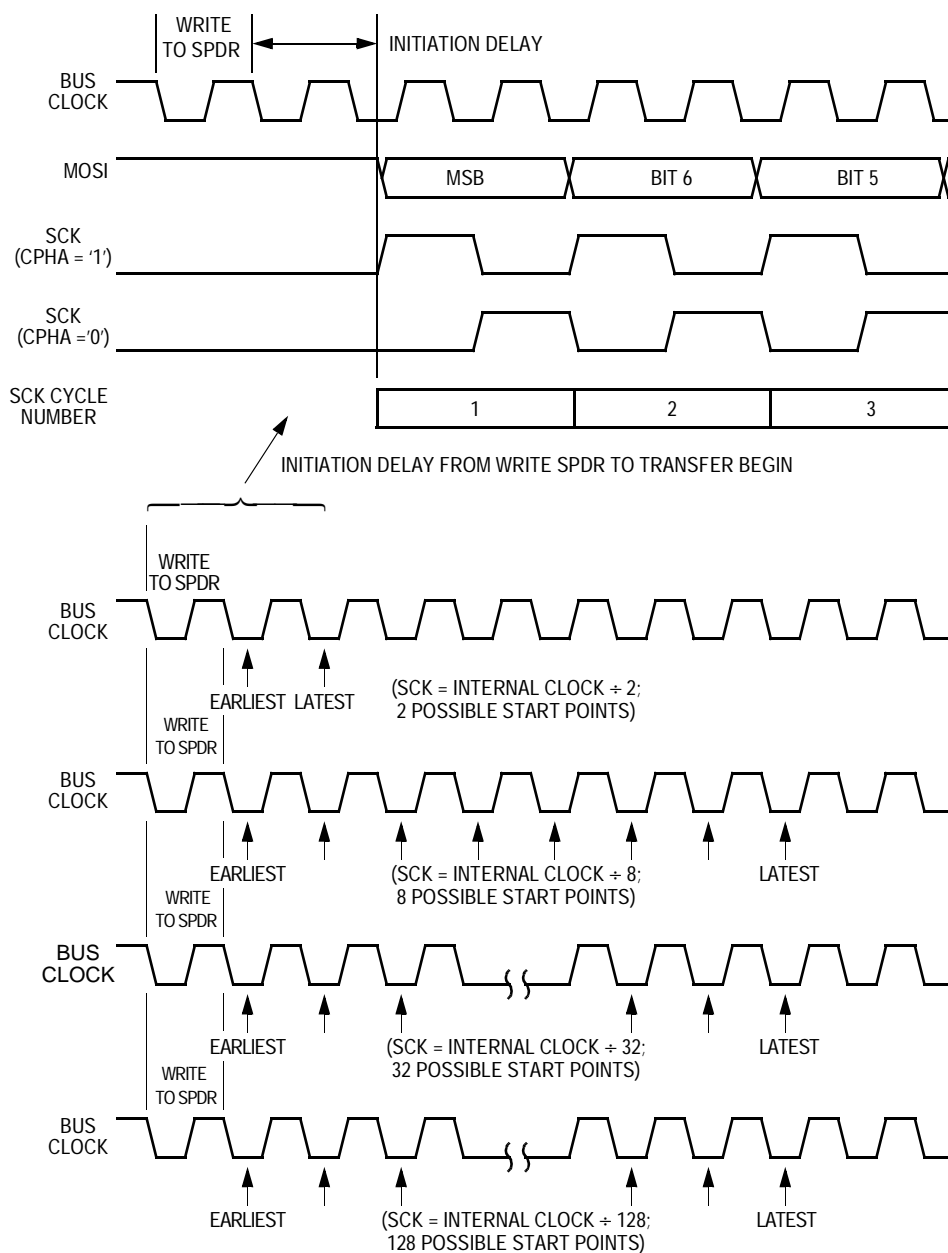 WRITE
TO SPDR
INITIATION DELAY
BUS
CLOCK
MOSI
MSB
BIT 6
BIT 5
SCK
(CPHA = '1')
SCK
(CPHA ='0')
SCK CYCLE
NUMBER
1
2
3
INITIATION DELAY FROM WRITE SPDR TO TRANSFER BEGIN
WRITE
TO SPDR
BUS
CLOCK
EARLIEST
LATEST
(SCK = INTERNAL CLOCK ÷ 2;
2 POSSIBLE START POINTS)
WRITE
TO SPDR
BUS
CLOCK
EARLIEST
(SCK = INTERNAL CLOCK ÷ 8;
8 POSSIBLE START POINTS)
LATEST
WRITE
TO SPDR
BUS
CLOCK
EARLIEST
(SCK = INTERNAL CLOCK ÷ 32;
32 POSSIBLE START POINTS)
LATEST
WRITE
TO SPDR
BUS
CLOCK
EARLIEST
(SCK = INTERNAL CLOCK ÷ 128;
128 POSSIBLE START POINTS)
LATEST